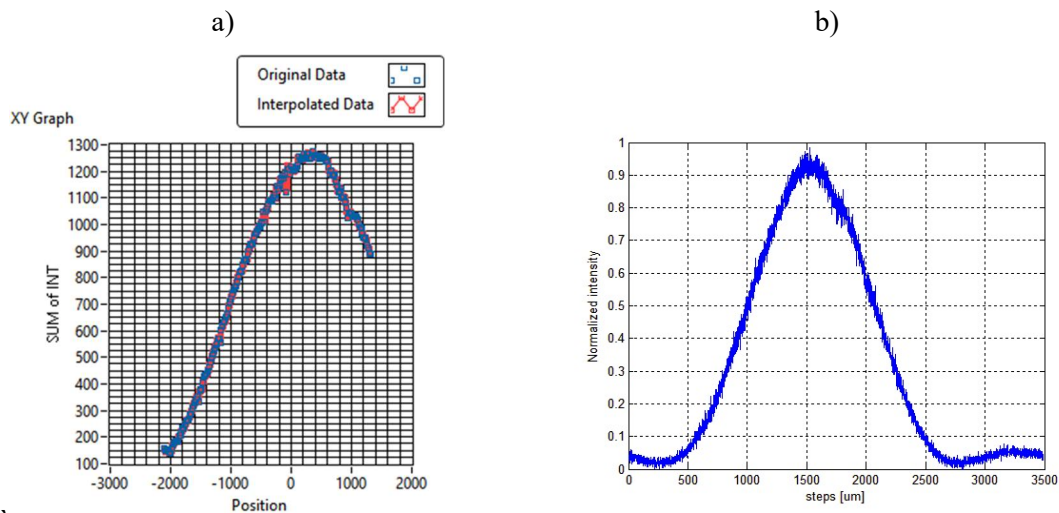 a)
b)
Original Data
Interpolated Data
XY Graph
1300
1200
1100
1000
900
800
700
600
500
400
300
200
100
SUM of INT
-3000 -2000 -1000 0 1000 2000
Position
1
0.9
0.8
0.7
0.6
0.5
0.4
0.3
0.2
0.1
0
Normalized intensity
0 500 1000 1500 2000 2500 3000 3500
steps [um]